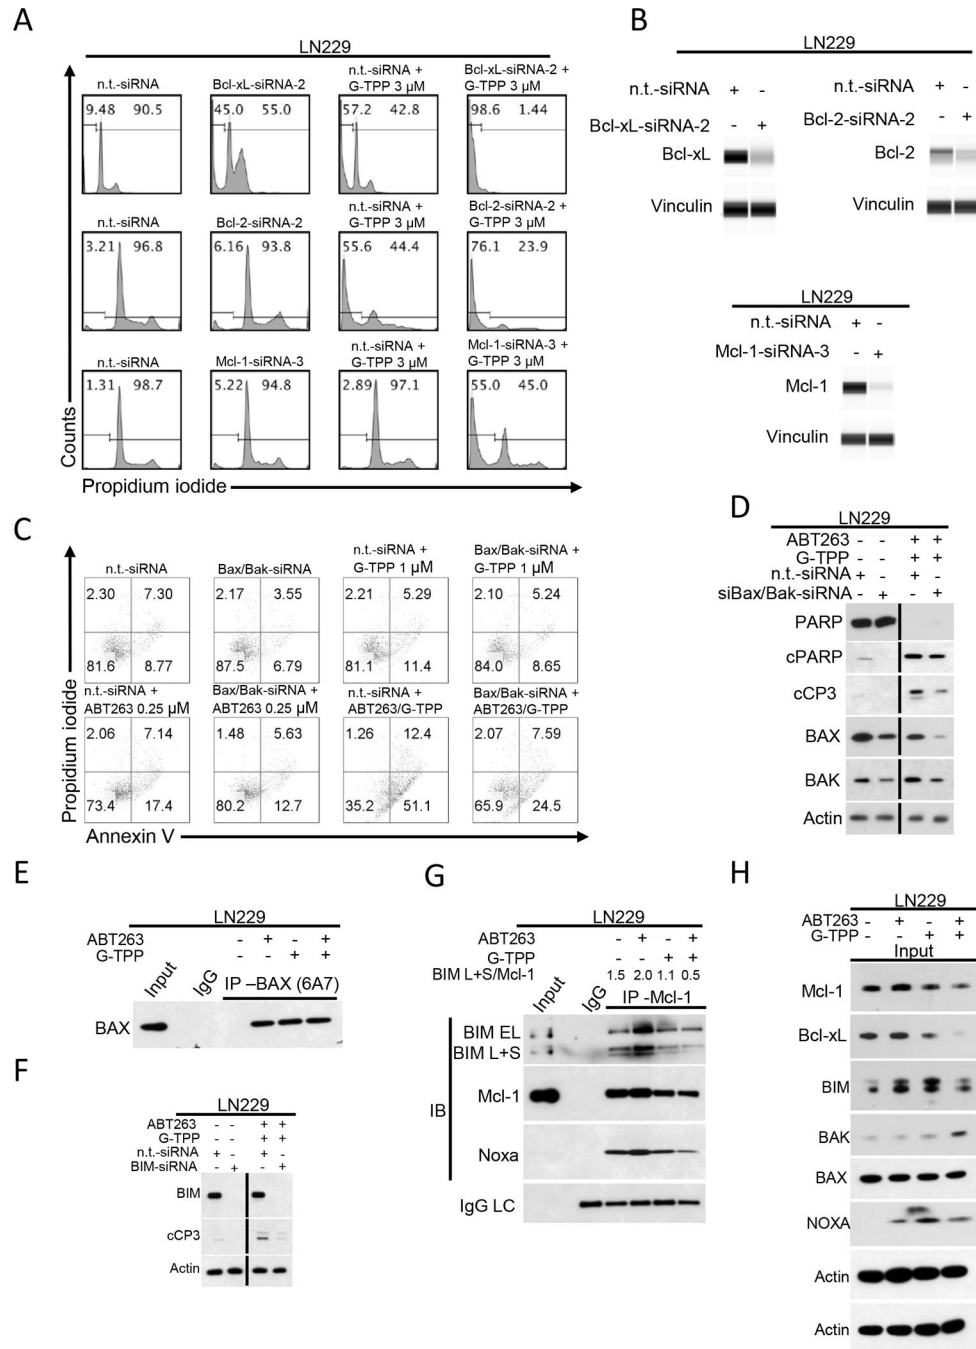 A
LN229
n.t.-siRNA
Bcl-xL-siRNA-2
n.t.-siRNA +
G-TPP 3 µM
Bcl-xL-siRNA-2 +
G-TPP 3 µM
9.48 90.5
45.0 55.0
57.2 42.8
98.6 1.44
n.t.-siRNA
Bcl-2-siRNA-2
n.t.-siRNA +
G-TPP 3 µM
Bcl-2-siRNA-2 +
G-TPP 3 µM
3.21 96.8
6.16 93.8
55.6 44.4
76.1 23.9
n.t.-siRNA
Mcl-1-siRNA-3
n.t.-siRNA +
G-TPP 3 µM
Mcl-1-siRNA-3 +
G-TPP 3 µM
1.31 98.7
5.22 94.8
2.89 97.1
55.0 45.0
Counts
Propidium iodide
B
LN229
n.t.-siRNA + -
Bcl-xL-siRNA-2 - +
Bcl-xL
Vinculin
n.t.-siRNA + -
Bcl-2-siRNA-2 - +
Bcl-2
Vinculin
LN229
n.t.-siRNA + -
Mcl-1-siRNA-3 - +
Mcl-1
Vinculin
C
n.t.-siRNA
Bax/Bak-siRNA
n.t.-siRNA +
G-TPP 1 µM
Bax/Bak-siRNA +
G-TPP 1 µM
2.30 7.30
81.6 8.77
2.17 3.55
87.5 6.79
2.21 5.29
81.1 11.4
2.10 5.24
84.0 8.65
n.t.-siRNA +
ABT263 0.25 µM
Bax/Bak-siRNA +
ABT263 0.25 µM
n.t.-siRNA +
ABT263/G-TPP
Bax/Bak-siRNA +
ABT263/G-TPP
2.06 7.14
73.4 17.4
1.48 5.63
80.2 12.7
1.26 12.4
35.2 51.1
2.07 7.59
65.9 24.5
Propidium iodide
Annexin V
D
LN229
ABT263 - - + +
G-TPP - - + +
n.t.-siRNA + - + -
siBax/Bak-siRNA - + - +
PARP
cPARP
cCP3
BAX
BAK
Actin
E
LN229
ABT263 - + - +
G-TPP - - + +
Input IgG IP –BAX (6A7)
BAX
F
LN229
ABT263 - - + +
G-TPP - - + +
n.t.-siRNA + - + -
BIM-siRNA - + - +
BIM
cCP3
Actin
G
LN229
ABT263 - + - +
G-TPP - - + +
BIM L+S/Mcl-1 1.5 2.0 1.1 0.5
Input IgG IP -Mcl-1
BIM EL
BIM L+S
Mcl-1
IB
Noxa
IgG LC
H
LN229
ABT263 - + - +
G-TPP - - + +
Input
Mcl-1
Bcl-xL
BIM
BAK
BAX
NOXA
Actin
Actin